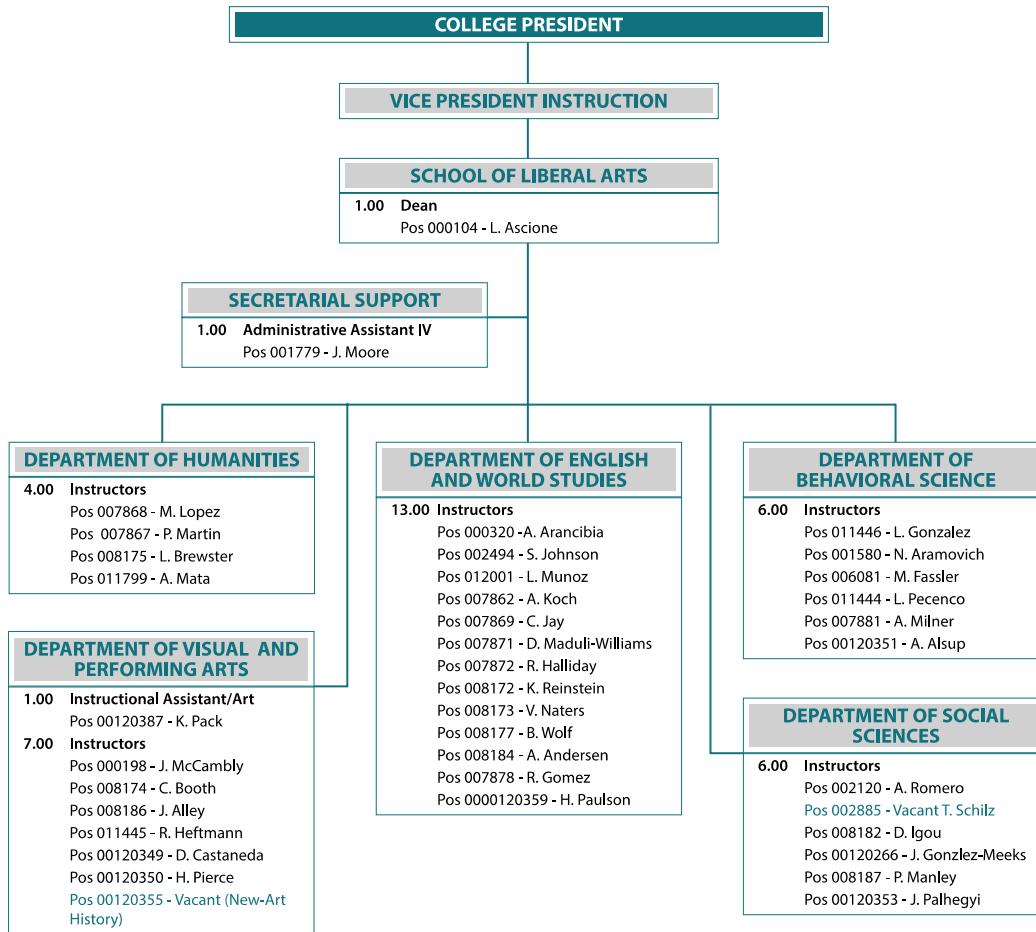 COLLEGE PRESIDENT
VICE PRESIDENT INSTRUCTION
SCHOOL OF LIBERAL ARTS
1.00 Dean
Pos 000104 - L. Ascione
SECRETARIAL SUPPORT
1.00 Administrative Assistant IV
Pos 001779 - J. Moore
DEPARTMENT OF HUMANITIES
4.00 Instructors
Pos 007868 - M. Lopez
Pos 007867 - P. Martin
Pos 008175 - L. Brewster
Pos 011799 - A. Mata
DEPARTMENT OF VISUAL AND
PERFORMING ARTS
1.00 Instructional Assistant/Art
Pos 00120387 - K. Pack
7.00 Instructors
Pos 000198 - J. McCambly
Pos 008174 - C. Booth
Pos 008186 - J. Alley
Pos 011445 - R. Heftmann
Pos 00120349 - D. Castaneda
Pos 00120350 - H. Pierce
Pos 00120355 - Vacant (New-Art
History)
DEPARTMENT OF ENGLISH
AND WORLD STUDIES
13.00 Instructors
Pos 000320 -A. Arancibia
Pos 002494 - S. Johnson
Pos 012001 - L. Munoz
Pos 007862 - A. Koch
Pos 007869 - C. Jay
Pos 007871 - D. Maduli-Williams
Pos 007872 - R. Halliday
Pos 008172 - K. Reinstein
Pos 008173 - V. Naters
Pos 008177 - B. Wolf
Pos 008184 - A. Andersen
Pos 007878 - R. Gomez
Pos 0000120359 - H. Paulson
DEPARTMENT OF
BEHAVIORAL SCIENCE
6.00 Instructors
Pos 011446 - L. Gonzalez
Pos 001580 - N. Aramovich
Pos 006081 - M. Fassler
Pos 011444 - L. Pecenco
Pos 007881 - A. Milner
Pos 00120351 - A. Alsup
DEPARTMENT OF SOCIAL
SCIENCES
6.00 Instructors
Pos 002120 - A. Romero
Pos 002885 - Vacant T. Schilz
Pos 008182 - D. Igou
Pos 00120266 - J. Gonzlez-Meeks
Pos 008187 - P. Manley
Pos 00120353 - J. Palhegyi